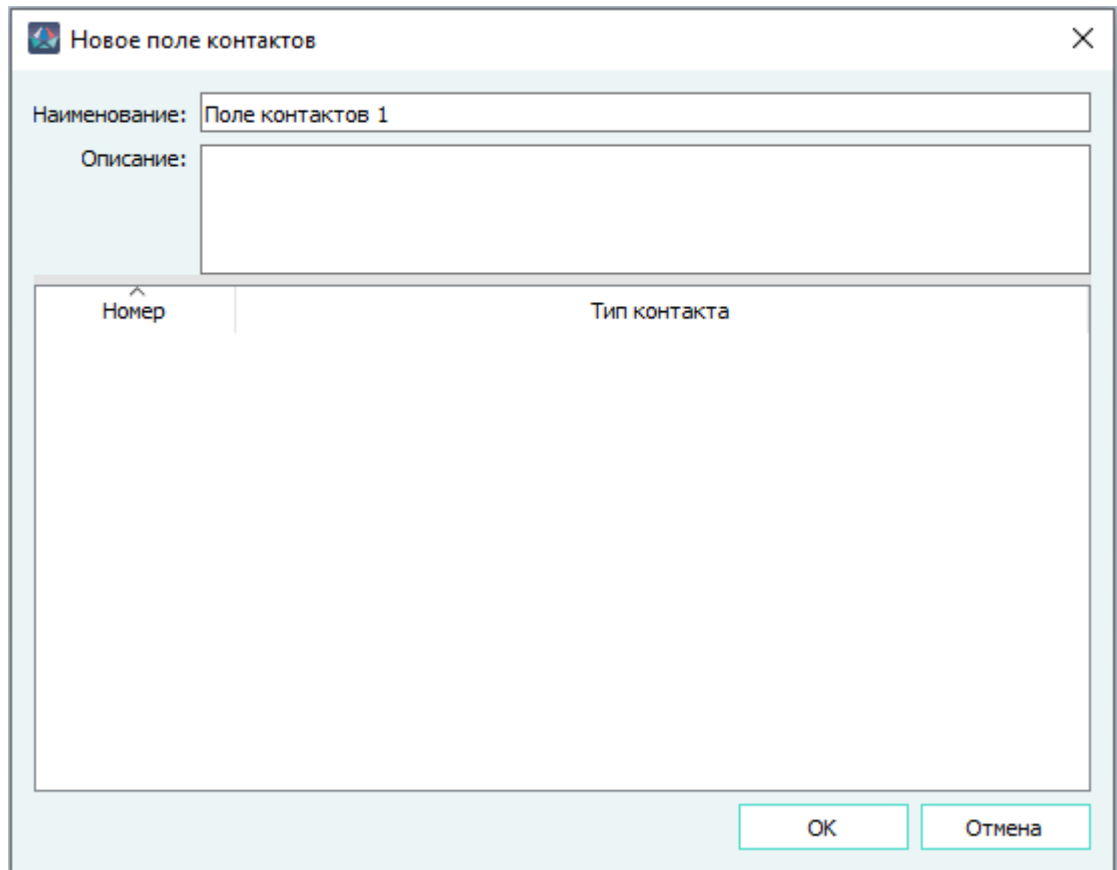 Новое поле контактов
Наименование: Поле контактов 1
Описание:
Номер Тип контакта
OK Отмена